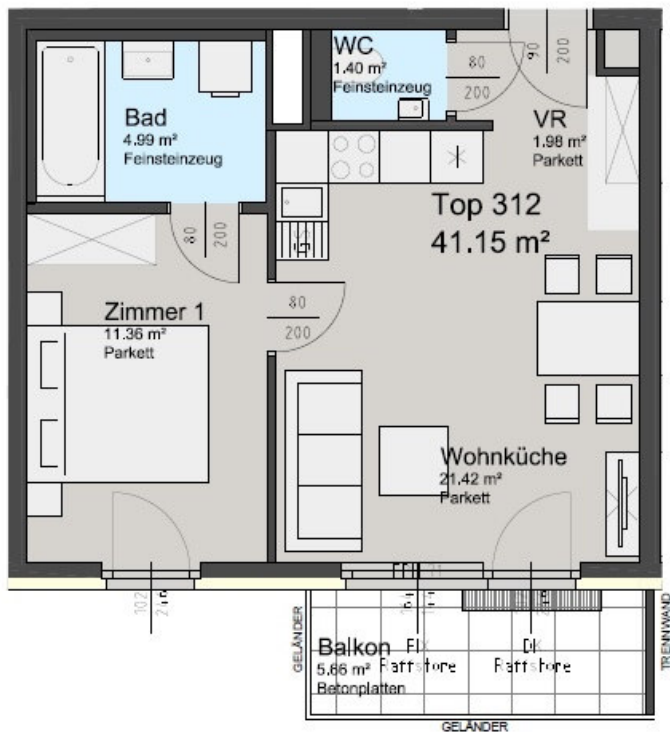 WC
1.40 m²
Feinsteinzeug
80
200
90
200
Bad
4.99 m²
Feinsteinzeug
VR
1.98 m²
Parkett
Top 312
41.15 m²
80
200
Zimmer 1
11.36 m²
Parkett
80
200
Wohnküche
21.42 m²
Parkett
102
GELÄNDER
TRENNWAND
Balkon
5.66 m²
Betonplatten
FIX
Raffstore
DK
Raffstore
GELÄNDER